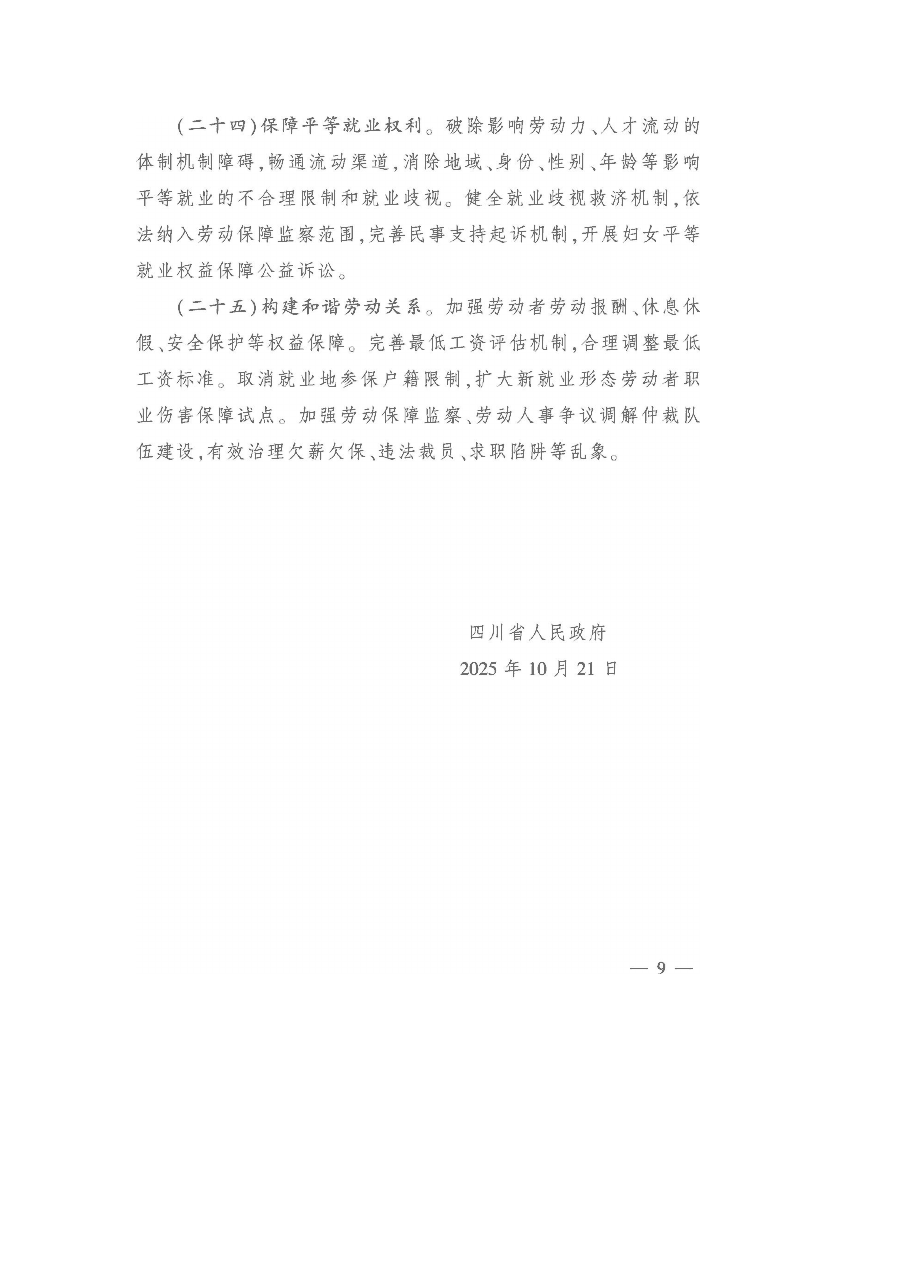 (二十四)保障平等就业权利。破除影响劳动力、人才流动的
体制机制障碍,畅通流动渠道,消除地域、身份、性别、年龄等影响
平等就业的不合理限制和就业歧视。健全就业歧视救济机制,依
法纳入劳动保障监察范围,完善民事支持起诉机制,开展妇女平等
就业权益保障公益诉讼。
(二十五)构建和谐劳动关系。加强劳动者劳动报酬、休息休
假、安全保护等权益保障。完善最低工资评估机制,合理调整最低
工资标准。取消就业地参保户籍限制,扩大新就业形态劳动者职
业伤害保障试点。加强劳动保障监察、劳动人事争议调解仲裁队
伍建设,有效治理欠薪欠保、违法裁员、求职陷阱等乱象。
四川省人民政府
2025 年 10 月 21 日
— 9 —